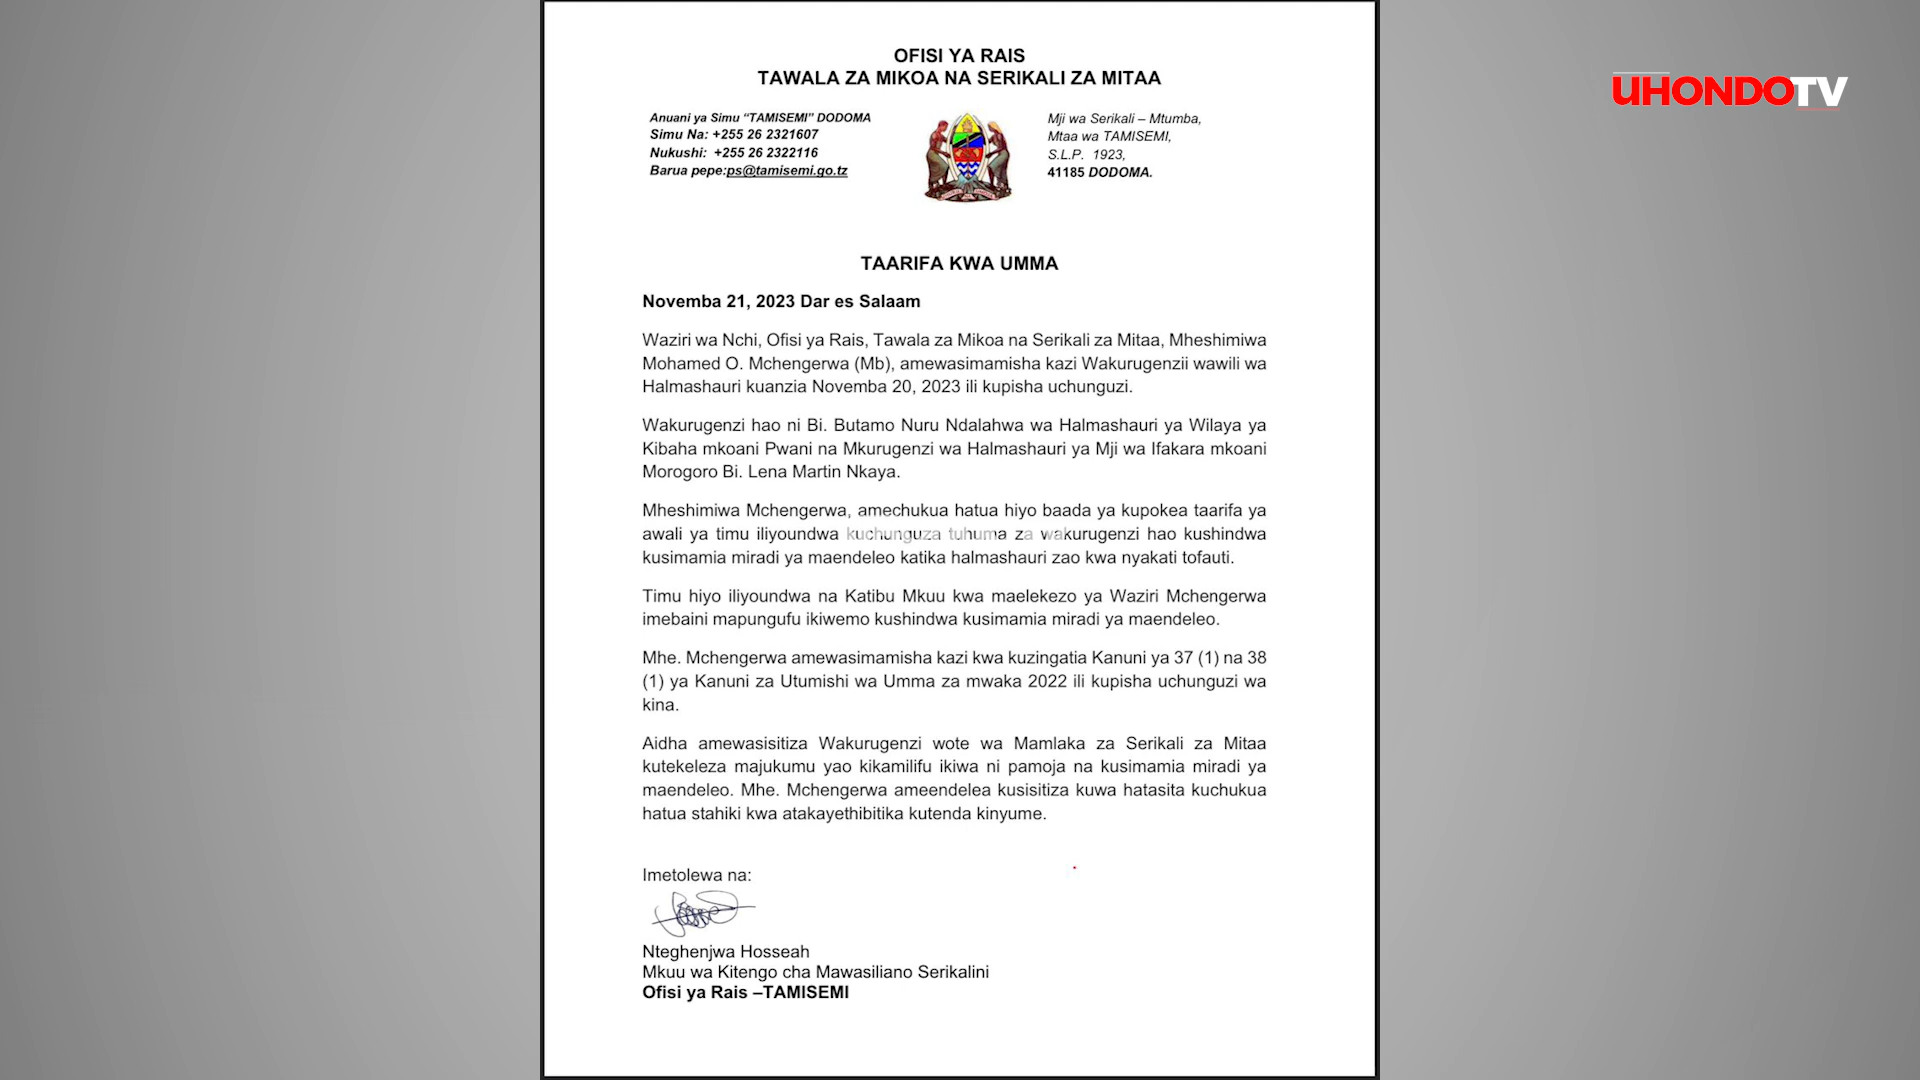 OFISI YA RAIS
TAWALA ZA MIKOA NA SERIKALI ZA MITAA
UHONDOTV
Anuani ya Simu “TAMISEMI” DODOMA
Simu Na: +255 26 2321607
Nukushi: +255 26 2322116
Barua pepe:ps@tamisemi.go.tz
Mji wa Serikali – Mtumba,
Mtaa wa TAMISEMI,
S.L.P. 1923,
41185 DODOMA.
TAARIFA KWA UMMA
Novemba 21, 2023 Dar es Salaam
Waziri wa Nchi, Ofisi ya Rais, Tawala za Mikoa na Serikali za Mitaa, Mheshimiwa
Mohamed O. Mchengerwa (Mb), amewasimamisha kazi Wakurugenzii wawili wa
Halmashauri kuanzia Novemba 20, 2023 ili kupisha uchunguzi.
Wakurugenzi hao ni Bi. Butamo Nuru Ndalahwa wa Halmashauri ya Wilaya ya
Kibaha mkoani Pwani na Mkurugenzi wa Halmashauri ya Mji wa Ifakara mkoani
Morogoro Bi. Lena Martin Nkaya.
Mheshimiwa Mchengerwa, amechukua hatua hiyo baada ya kupokea taarifa ya
awali ya timu iliyoundwa kuchunguza tuhuma za wakurugenzi hao kushindwa
kusimamia miradi ya maendeleo katika halmashauri zao kwa nyakati tofauti.
Timu hiyo iliyoundwa na Katibu Mkuu kwa maelekezo ya Waziri Mchengerwa
imebaini mapungufu ikiwemo kushindwa kusimamia miradi ya maendeleo.
Mhe. Mchengerwa amewasimamisha kazi kwa kuzingatia Kanuni ya 37 (1) na 38
(1) ya Kanuni za Utumishi wa Umma za mwaka 2022 ili kupisha uchunguzi wa
kina.
Aidha amewasisitiza Wakurugenzi wote wa Mamlaka za Serikali za Mitaa
kutekeleza majukumu yao kikamilifu ikiwa ni pamoja na kusimamia miradi ya
maendeleo. Mhe. Mchengerwa ameendelea kusisitiza kuwa hatasita kuchukua
hatua stahiki kwa atakayethibitika kutenda kinyume.
Imetolewa na:
Nteghenjwa Hosseah
Mkuu wa Kitengo cha Mawasiliano Serikalini
Ofisi ya Rais –TAMISEMI